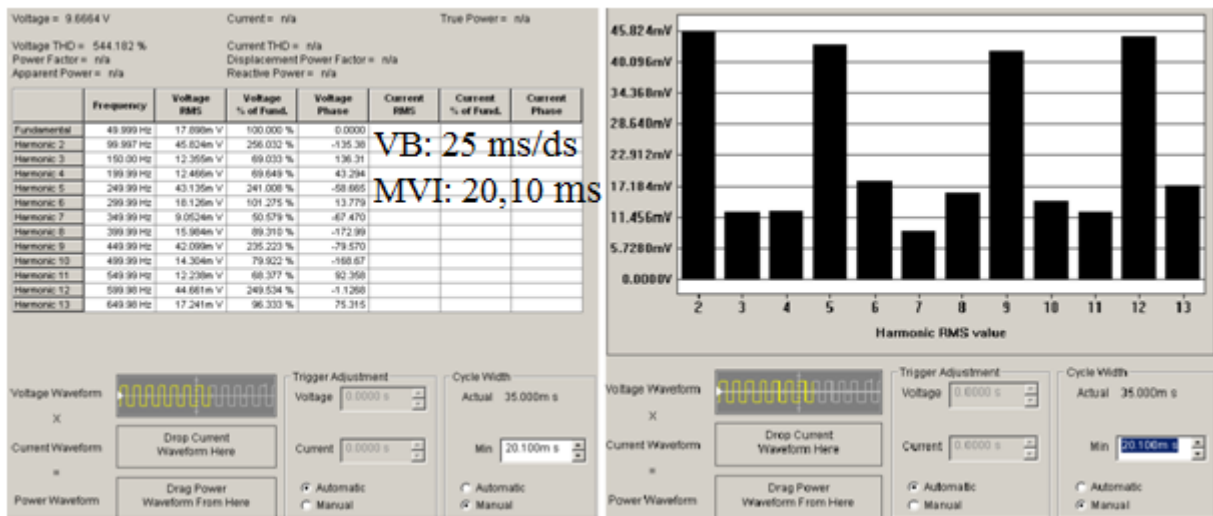 Voltage = 9.6664 V Current = n/a True Power = n/a
Voltage THD = 544.182 % Current THD = n/a
Power Factor = n/a Displacement Power Factor = n/a
Apparent Power = n/a Reactive Power = n/a
Frequency Voltage RMS Voltage % of Fund. Voltage Phase Current RMS Current % of Fund. Current Phase
Fundamental 49.999 Hz 17.898m V 100.000 % 0.0000
Harmonic 2 99.997 Hz 45.824m V 256.032 % -135.38
Harmonic 3 150.00 Hz 12.355m V 69.033 % 136.31
Harmonic 4 199.99 Hz 12.466m V 69.649 % 43.294
Harmonic 5 249.99 Hz 43.135m V 241.008 % -58.665
Harmonic 6 299.99 Hz 18.126m V 101.275 % 13.779
Harmonic 7 349.99 Hz 9.0524m V 50.579 % -67.470
Harmonic 8 399.99 Hz 15.984m V 89.310 % -172.99
Harmonic 9 449.99 Hz 42.099m V 235.223 % -79.570
Harmonic 10 499.99 Hz 14.304m V 79.922 % -168.67
Harmonic 11 549.99 Hz 12.238m V 68.377 % 92.358
Harmonic 12 599.98 Hz 44.661m V 249.534 % -1.1268
Harmonic 13 649.98 Hz 17.241m V 96.333 % 75.315
VB: 25 ms/ds
MVI: 20,10 ms
Voltage Waveform
X
Current Waveform
=
Power Waveform
Drop Current
Waveform Here
Drag Power
Waveform From Here
Trigger Adjustment
Voltage 0.0000 s
Current 0.0000 s
Automatic
Manual
Cycle Width
Actual 35.000m s
Min 20.100m s
Automatic
Manual
45.824mV
40.096mV
34.368mV
28.640mV
22.912mV
17.184mV
11.456mV
5.7280mV
0.0000V
2 3 4 5 6 7 8 9 10 11 12 13
Harmonic RMS value
Voltage Waveform
X
Current Waveform
=
Power Waveform
Drop Current
Waveform Here
Drag Power
Waveform From Here
Trigger Adjustment
Voltage 0.0000 s
Current 0.0000 s
Automatic
Manual
Cycle Width
Actual 35.000m s
Min 20.100m s
Automatic
Manual